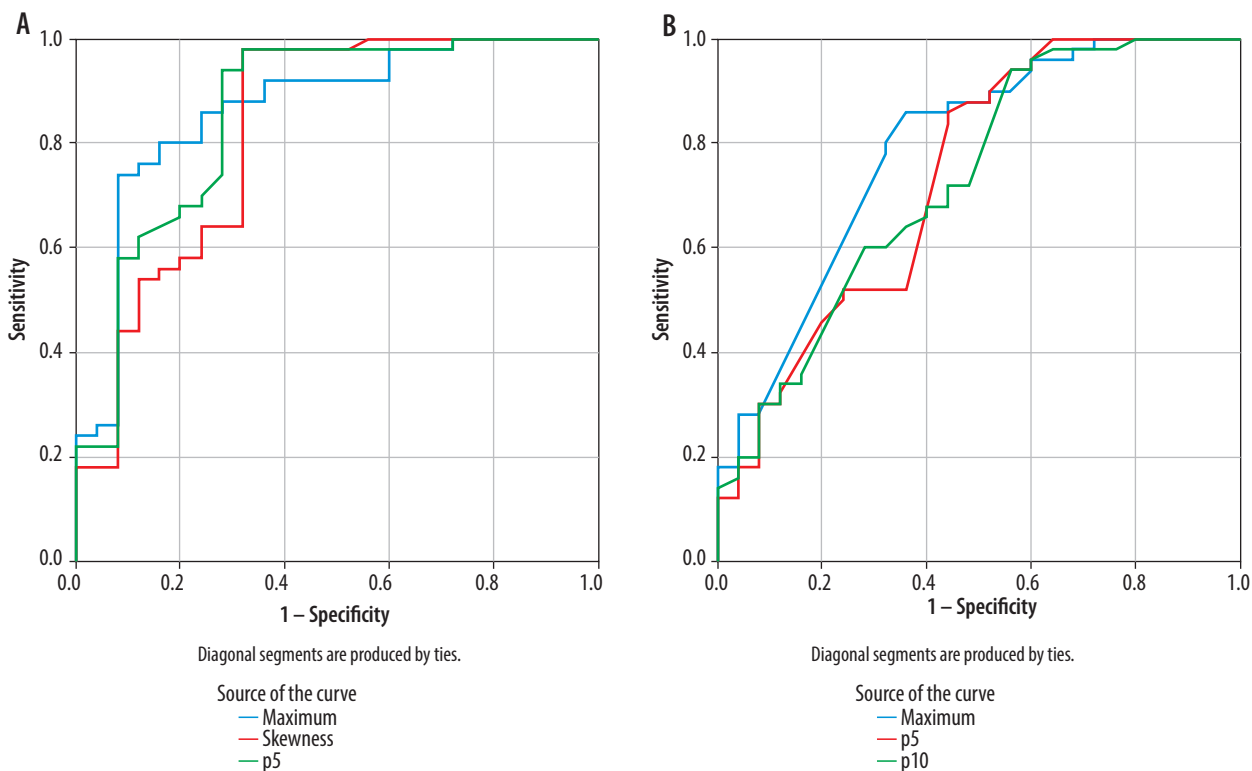 A
1.0
0.8
0.6
0.4
0.2
0.0
Sensitivity
0.0 0.2 0.4 0.6 0.8 1.0
1 – Specificity
Diagonal segments are produced by ties.
Source of the curve
Maximum
Skewness
p5
B
1.0
0.8
0.6
0.4
0.2
0.0
Sensitivity
0.0 0.2 0.4 0.6 0.8 1.0
1 – Specificity
Diagonal segments are produced by ties.
Source of the curve
Maximum
p5
p10